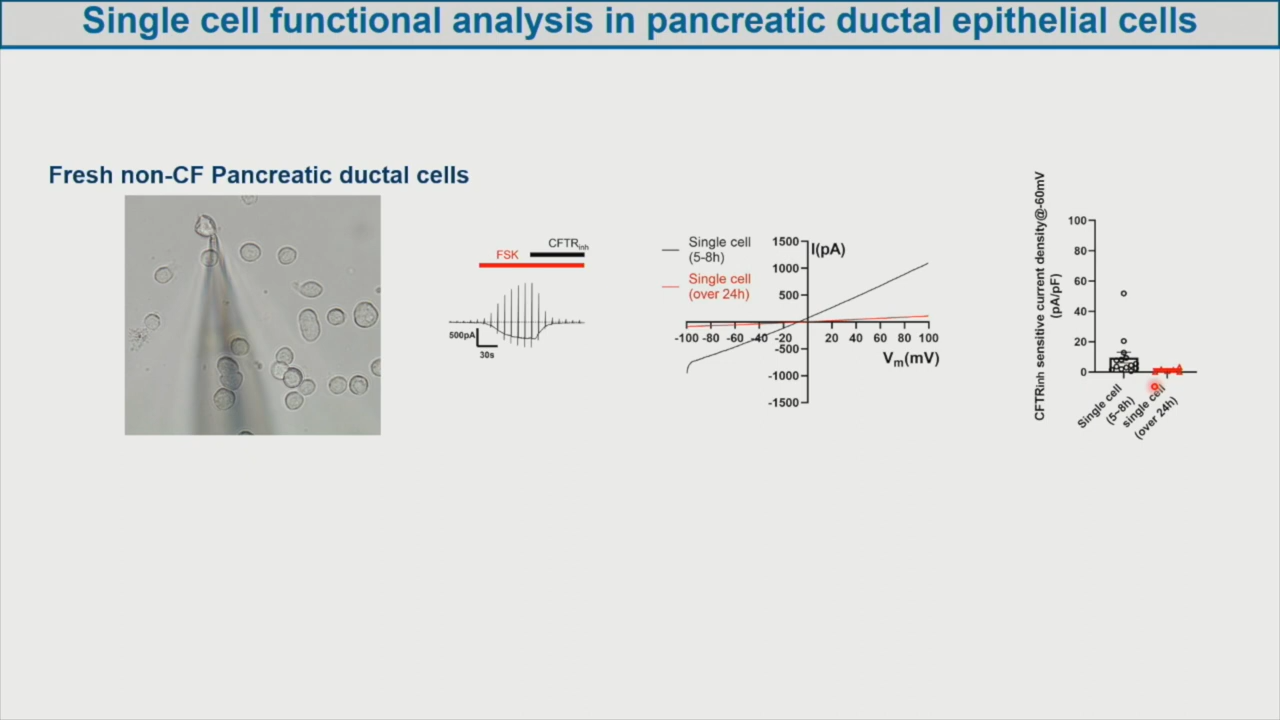 Single cell functional analysis in pancreatic ductal epithelial cells
Fresh non-CF Pancreatic ductal cells
CFTRinh
FSK
500pA
30s
Single cell
(5-8h)
Single cell
(over 24h)
I(pA)
1500
1000
500
-500
-1000
-1500
-100 -80 -60 -40 -20 20 40 60 80 100
Vm(mV)
CFTRinh sensitive current density@-60mV
(pA/pF)
100
80
60
40
20
0
Single cell
(5~8h)
single cell
(over 24h)